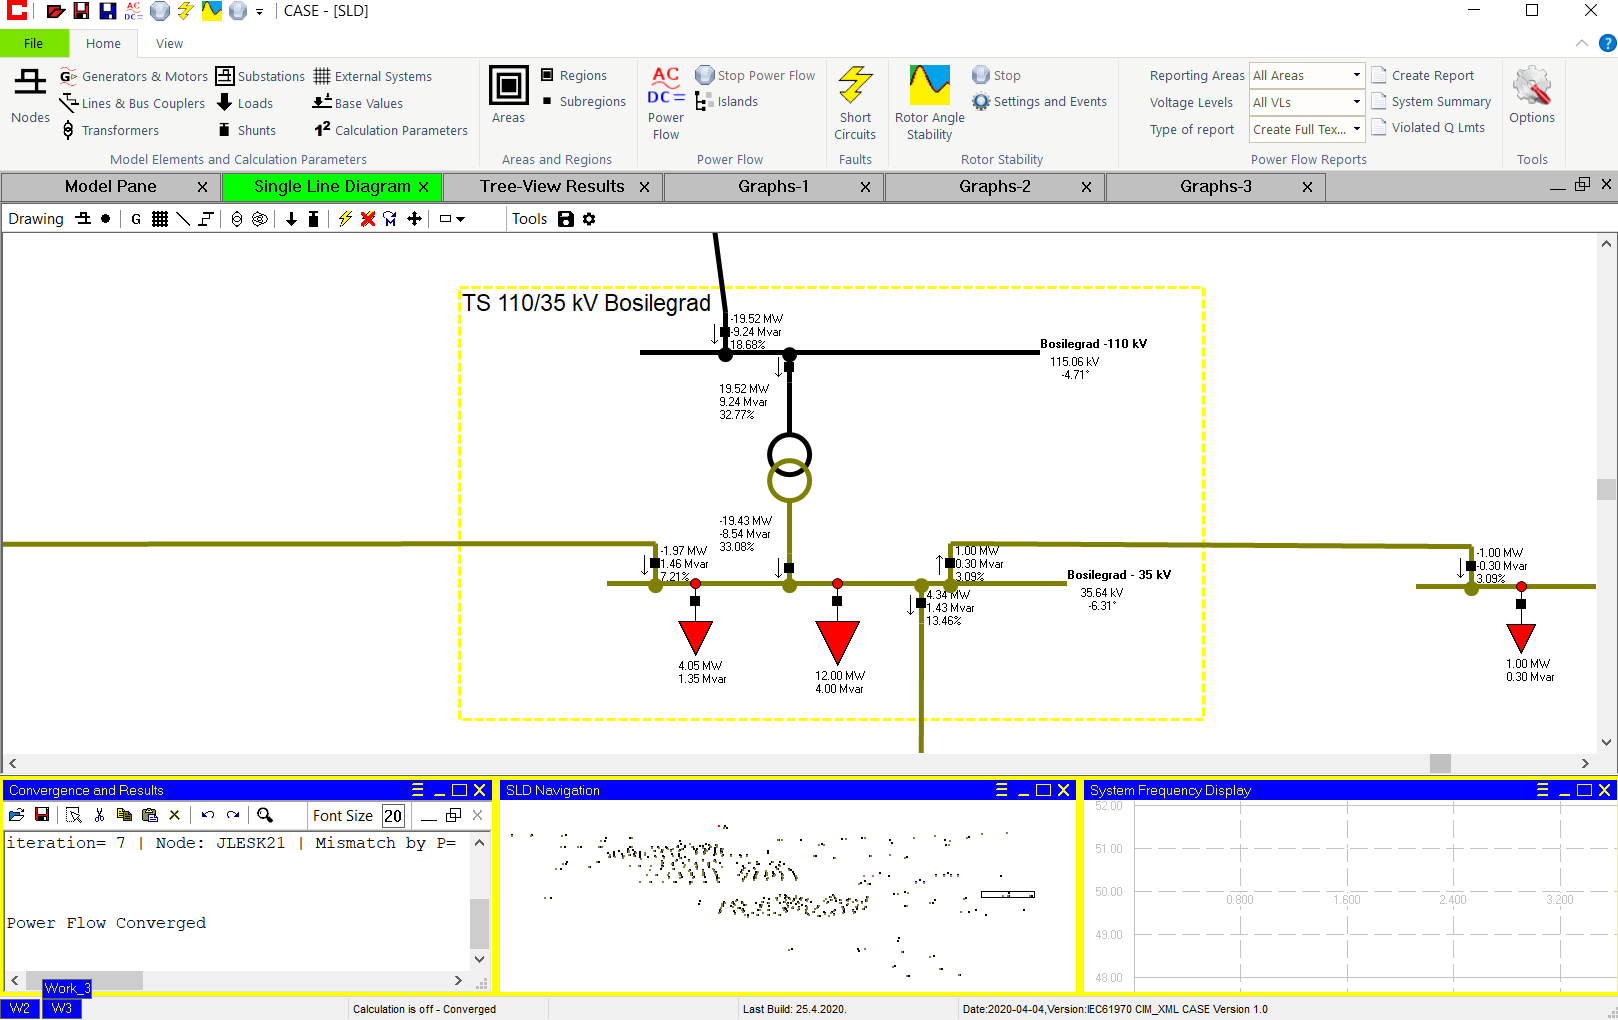 AC
DC=
CASE - [SLD]
File
Home
View
Nodes
G Generators & Motors
Lines & Bus Couplers
Transformers
Substations
Loads
Shunts
External Systems
Base Values
1² Calculation Parameters
Model Elements and Calculation Parameters
Areas
Regions
Subregions
Areas and Regions
AC
DC=
Power
Flow
Stop Power Flow
Islands
Power Flow
Short
Circuits
Faults
Rotor Angle
Stability
Stop
Settings and Events
Rotor Stability
Reporting Areas All Areas
Voltage Levels All VLs
Type of report Create Full Tex...
Create Report
System Summary
Violated Q Lmts
Power Flow Reports
Options
Tools
?
Model Pane X
Single Line Diagram X
Tree-View Results X
Graphs-1 X
Graphs-2 X
Graphs-3 X
Drawing
G
M
Tools
TS 110/35 kV Bosilegrad
-19.52 MW
-9.24 Mvar
18.68%
Bosilegrad -110 kV
115.06 kV
-4.71°
19.52 MW
9.24 Mvar
32.77%
-19.43 MW
-8.54 Mvar
33.08%
-1.97 MW
1.46 Mvar
7.21%
1.00 MW
0.30 Mvar
3.09%
Bosilegrad - 35 kV
35.64 kV
-6.31°
4.34 MW
1.43 Mvar
13.46%
-1.00 MW
-0.30 Mvar
3.09%
4.05 MW
1.35 Mvar
12.00 MW
4.00 Mvar
1.00 MW
0.30 Mvar
Convergence and Results
Font Size 20
iteration= 7 | Node: JLESK21 | Mismatch by P=
Power Flow Converged
SLD Navigation
System Frequency Display
52.00
51.00
50.00
49.00
48.00
0.800
1.600
2.400
3.200
Work_3
W2
W3
Calculation is off - Converged
Last Build: 25.4.2020.
Date:2020-04-04,Version:IEC61970 CIM_XML CASE Version 1.0